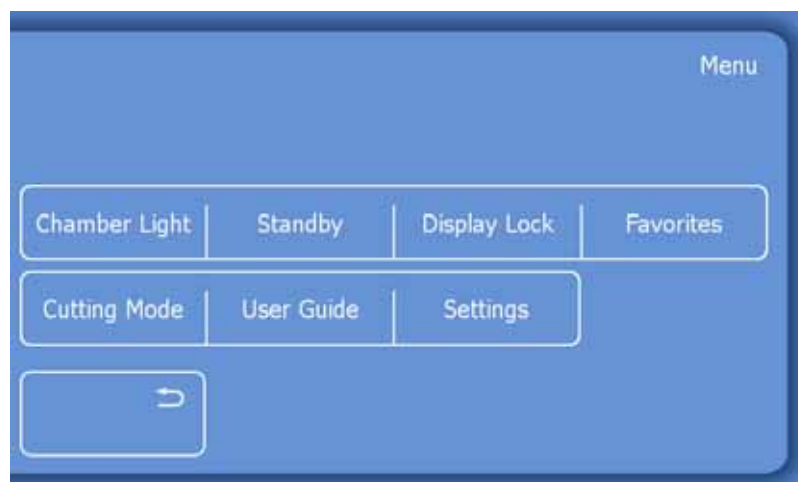 Menu
Chamber Light Standby Display Lock Favorites
Cutting Mode User Guide Settings